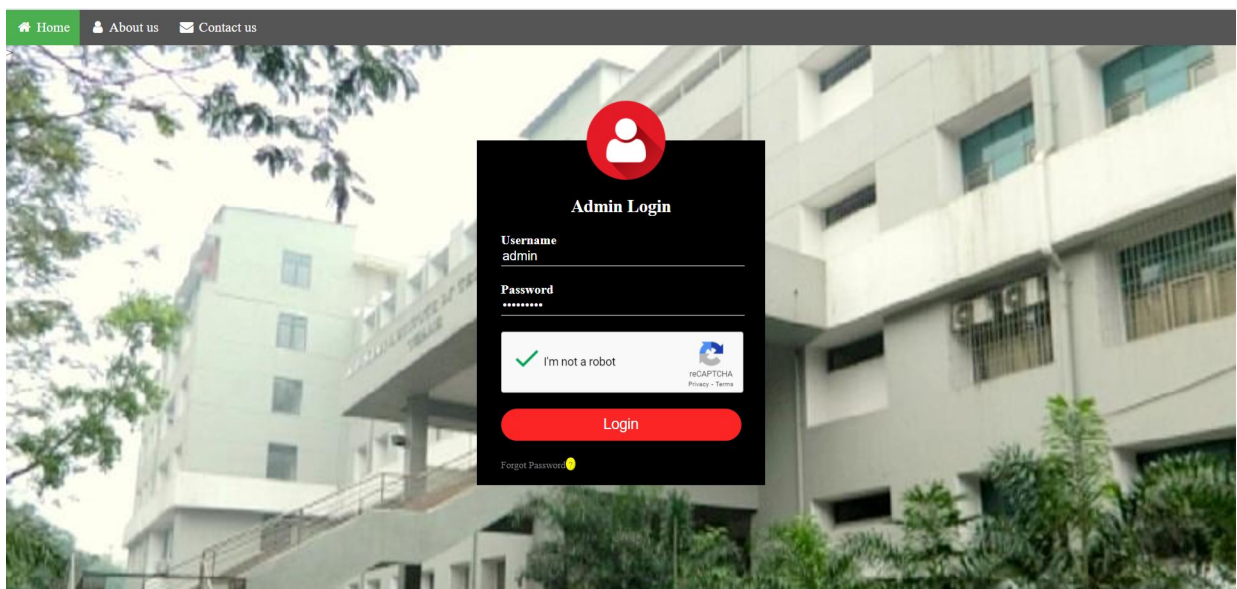 Home
About us
Contact us
Admin Login
Username
admin
Password
•••••••••
I'm not a robot
reCAPTCHA
Privacy - Terms
Login
Forgot Password?